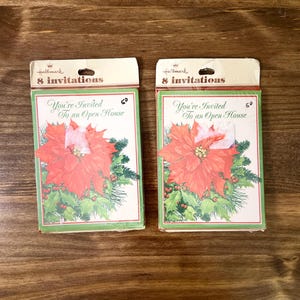 Hallmark
8 invitations
You're Invited
To an Open House
Hallmark
8 invitations
You're Invited
To an Open House